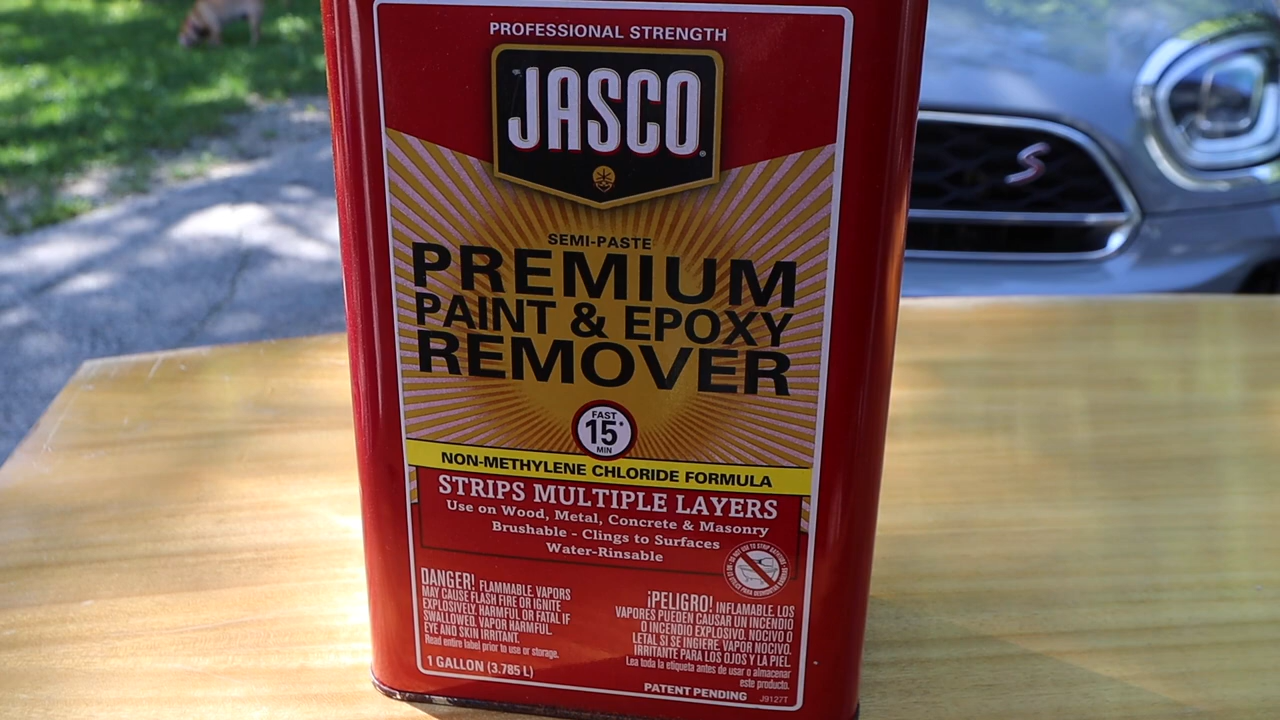 PROFESSIONAL STRENGTH
JASCO®
SEMI-PASTE
PREMIUM
PAINT & EPOXY
REMOVER
FAST
15*
MIN
NON-METHYLENE CHLORIDE FORMULA
STRIPS MULTIPLE LAYERS
Use on Wood, Metal, Concrete & Masonry
Brushable - Clings to Surfaces
Water-Rinsable
DANGER! FLAMMABLE. VAPORS
MAY CAUSE FLASH FIRE OR IGNITE
EXPLOSIVELY. HARMFUL OR FATAL IF
SWALLOWED. VAPOR HARMFUL.
EYE AND SKIN IRRITANT.
Read entire label prior to use or storage.
1 GALLON (3.785 L)
¡PELIGRO! INFLAMABLE. LOS
VAPORES PUEDEN CAUSAR UN INCENDIO
O INCENDIO EXPLOSIVO. NOCIVO O
LETAL SI SE INGIERE. VAPOR NOCIVO.
IRRITANTE PARA LOS OJOS Y LA PIEL.
Lea toda la etiqueta antes de usar o almacenar
este producto.
PATENT PENDING
J9127T
S